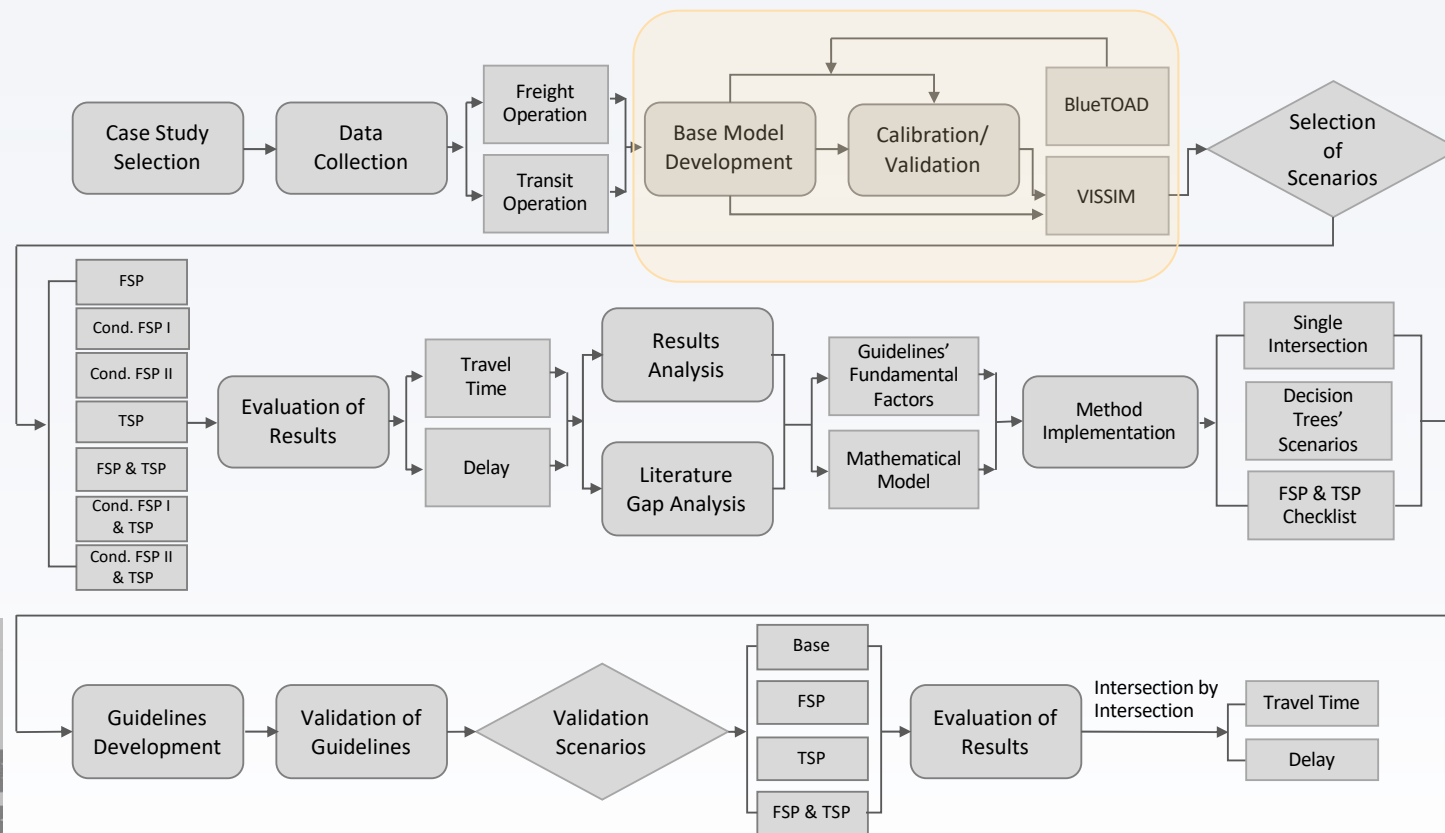 Case Study
Selection
Data
Collection
Freight
Operation
Transit
Operation
Base Model
Development
Calibration/
Validation
BlueTOAD
VISSIM
Selection
of
Scenarios
FSP
Cond. FSP I
Cond. FSP II
TSP
FSP & TSP
Cond. FSP I
& TSP
Cond. FSP II
& TSP
Evaluation of
Results
Travel
Time
Delay
Results
Analysis
Literature
Gap Analysis
Guidelines’
Fundamental
Factors
Mathematical
Model
Method
Implementation
Single
Intersection
Decision
Trees’
Scenarios
FSP & TSP
Checklist
Guidelines
Development
Validation of
Guidelines
Validation
Scenarios
Base
FSP
TSP
FSP & TSP
Evaluation of
Results
Intersection by
Intersection
Travel Time
Delay